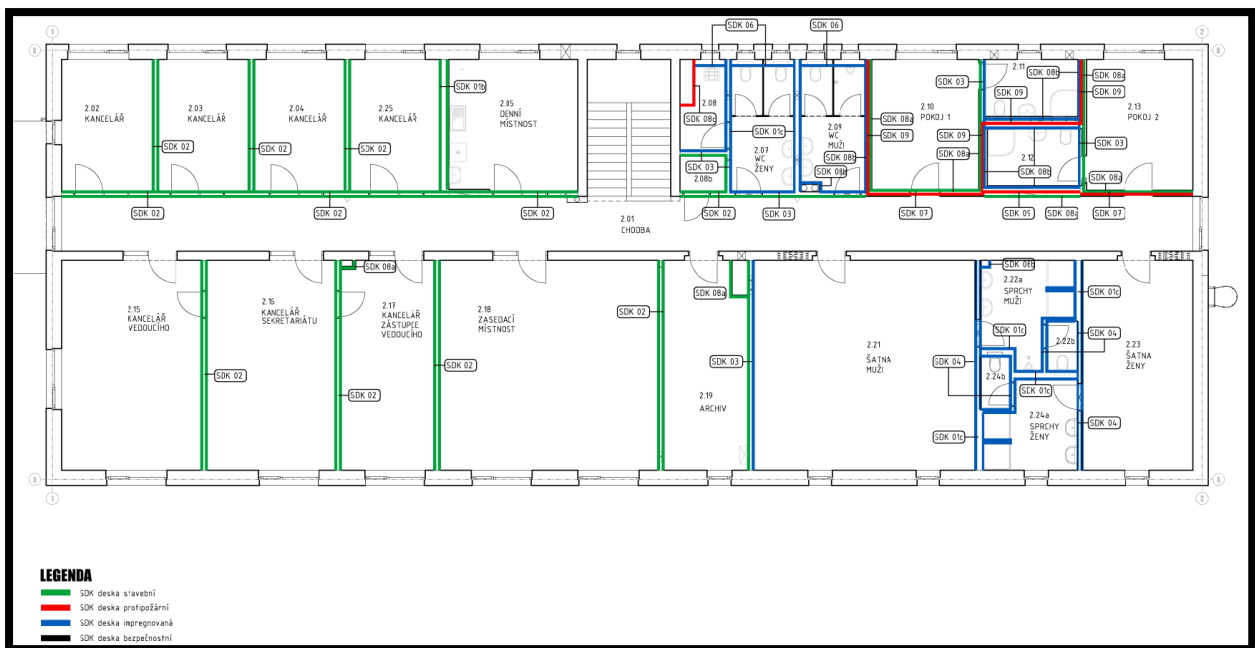 SDK 06
SDK 06
1
2
B
B
2.02
KANCELÁŘ
2.03
KANCELÁŘ
2.04
KANCELÁŘ
2.25
KANCELÁŘ
SDK 01b
2.05
DENNÍ
MÍSTNOST
2.08
SDK 08c
SDK 01c
2.07
WC
ŽENY
2.09
WC
MUŽI
SDK 08b
SDK 08b
SDK 03
2.08b
2.10
POKOJ 1
SDK 08a
SDK 09
SDK 09
SDK 08a
SDK 03
2.11
SDK 08b
SDK 09
2.12
SDK 08b
SDK 08a
SDK 09
2.13
POKOJ 2
SDK 03
SDK 08a
SDK 02
SDK 02
SDK 02
SDK 02
SDK 02
SDK 02
SDK 02
SDK 03
SDK 07
SDK 05
SDK 08a
SDK 07
2.01
CHODBA
2.15
KANCELÁŘ
VEDOUCÍHO
2.16
KANCELÁŘ
SEKRETARIÁTU
SDK 08a
2.17
KANCELÁŘ
ZÁSTUPCE
VEDOUCÍHO
2.18
ZASEDACÍ
MÍSTNOST
SDK 02
SDK 02
SDK 02
SDK 02
SDK 08a
SDK 03
2.19
ARCHIV
2.21
ŠATNA
MUŽI
SDK 08b
2.22a
SPRCHY
MUŽI
SDK 01c
SDK 01c
SDK 04
2.22b
SDK 04
2.24b
SDK 01c
2.23
ŠATNA
ŽENY
2.24a
SPRCHY
ŽENY
SDK 01c
SDK 04
B
B
1
2
LEGENDA
SDK deska stavební
SDK deska protipožární
SDK deska impregnovaná
SDK deska bezpečnostní